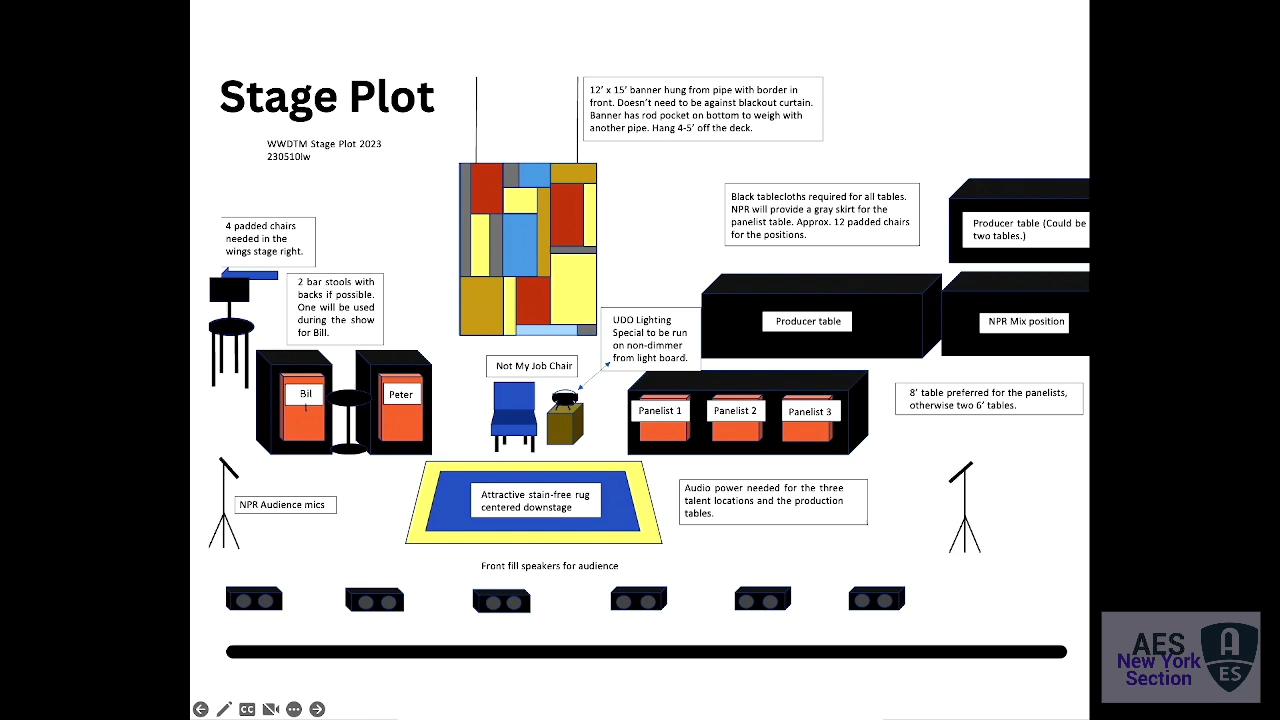 Stage Plot
WWDTM Stage Plot 2023
230510lw
12' x 15' banner hung from pipe with border in
front. Doesn't need to be against blackout curtain.
Banner has rod pocket on bottom to weigh with
another pipe. Hang 4-5' off the deck.
Black tablecloths required for all tables.
NPR will provide a gray skirt for the
panelist table. Approx. 12 padded chairs
for the positions.
Producer table (Could be
two tables.)
4 padded chairs
needed in the
wings stage right.
2 bar stools with
backs if possible.
One will be used
during the show
for Bill.
UDO Lighting
Special to be run
on non-dimmer
from light board.
Producer table
NPR Mix position
Not My Job Chair
Bil
l
Peter
Panelist 1
Panelist 2
Panelist 3
8' table preferred for the panelists,
otherwise two 6' tables.
NPR Audience mics
Attractive stain-free rug
centered downstage
Audio power needed for the three
talent locations and the production
tables.
Front fill speakers for audience
CC
AES
New York
Section
A
ES